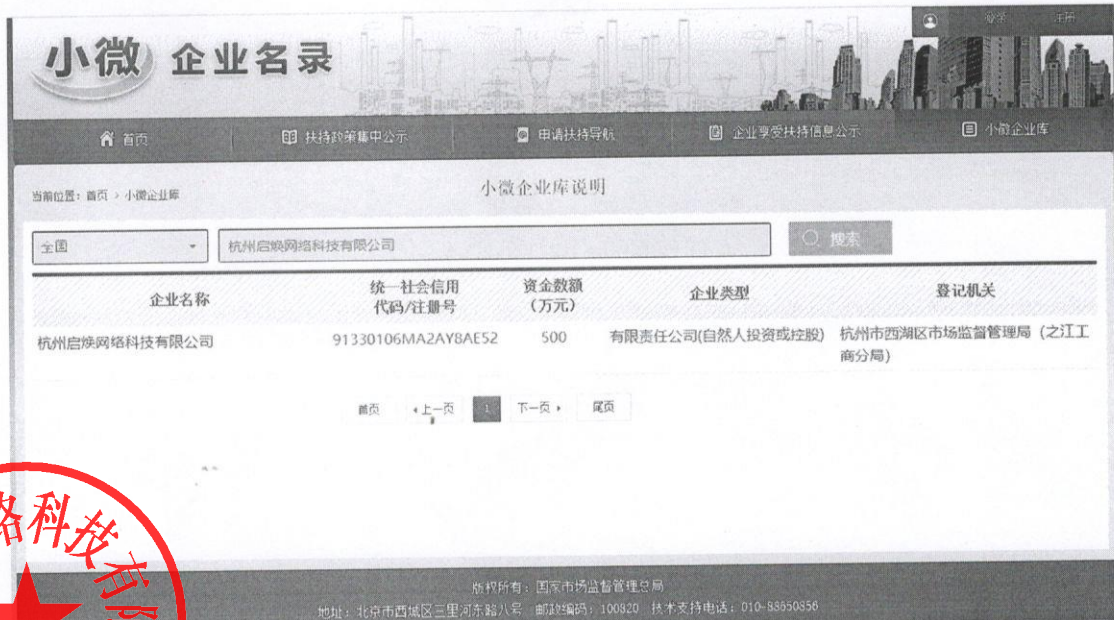 小微 企业名录
登录 注册
首页 扶持政策集中公示 申请扶持导航 企业享受扶持信息公示 小微企业库
当前位置：首页 > 小微企业库
小微企业库说明
全国 杭州启焕网络科技有限公司 搜索
企业名称 统一社会信用代码/注册号 资金数额（万元） 企业类型 登记机关
杭州启焕网络科技有限公司 91330106MA2AY8AE52 500 有限责任公司(自然人投资或控股) 杭州市西湖区市场监督管理局（之江工商分局）
首页 上一页 1 下一页 尾页
络科技有限
版权所有：国家市场监督管理总局
地址：北京市西城区三里河东路八号 邮政编码：100820 技术支持电话：010-88650856